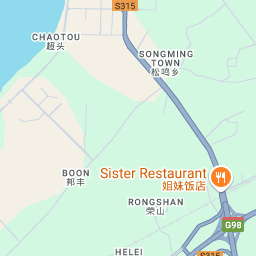 S315
CHAOTOU
超头
SONGMING
TOWN
松鸣乡
BOON
邦丰
Sister Restaurant
姐妹饭店
RONGSHAN
荣山
G98
HELEI
S315